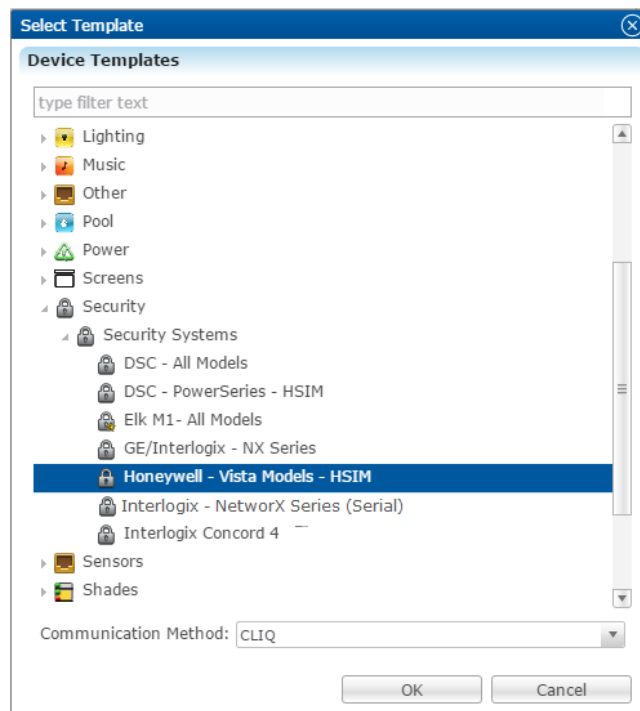 Select Template
Device Templates
type filter text
Lighting
Music
Other
Pool
Power
Screens
Security
Security Systems
DSC - All Models
DSC - PowerSeries - HSIM
Elk M1- All Models
GE/Interlogix - NX Series
Honeywell - Vista Models - HSIM
Interlogix - NetworX Series (Serial)
Interlogix Concord 4
Sensors
Shades
Communication Method: CLIQ
OK Cancel